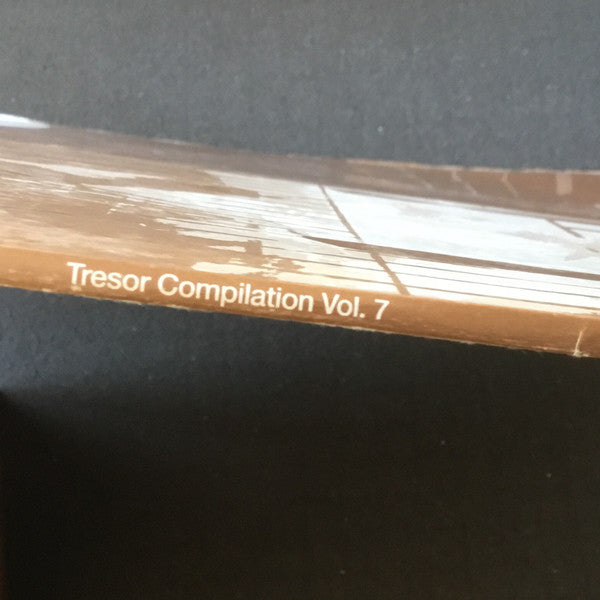 Tresor Compilation Vol. 7